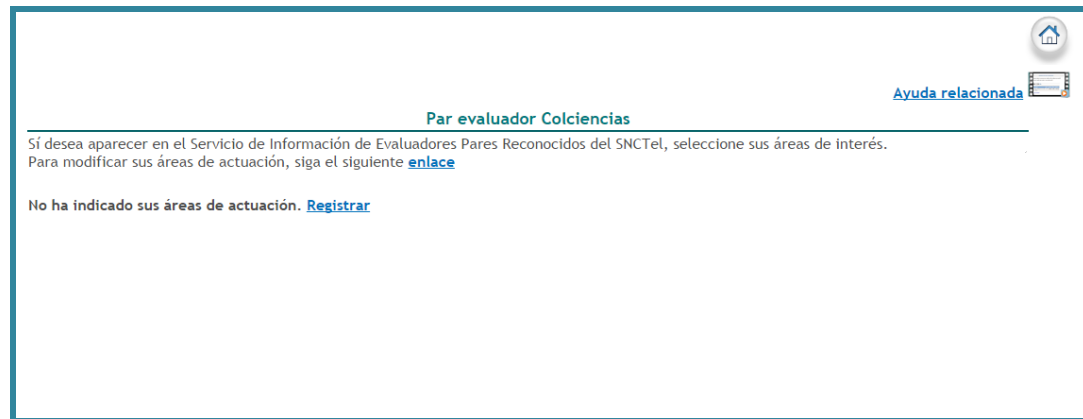 Ayuda relacionada
Par evaluador Colciencias
Sí desea aparecer en el Servicio de Información de Evaluadores Pares Reconocidos del SNCTel, seleccione sus áreas de interés.
Para modificar sus áreas de actuación, siga el siguiente enlace
No ha indicado sus áreas de actuación. Registrar